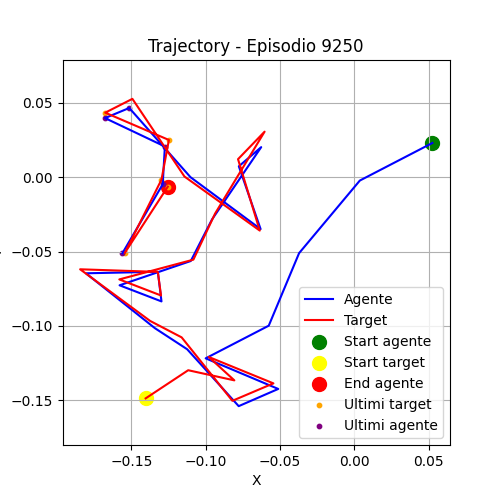 Trajectory - Episodio 9250
0.05
0.00
−0.05
−0.10
−0.15
−0.15
−0.10
−0.05
0.00
0.05
X
Agente
Target
Start agente
Start target
End agente
Ultimi target
Ultimi agente